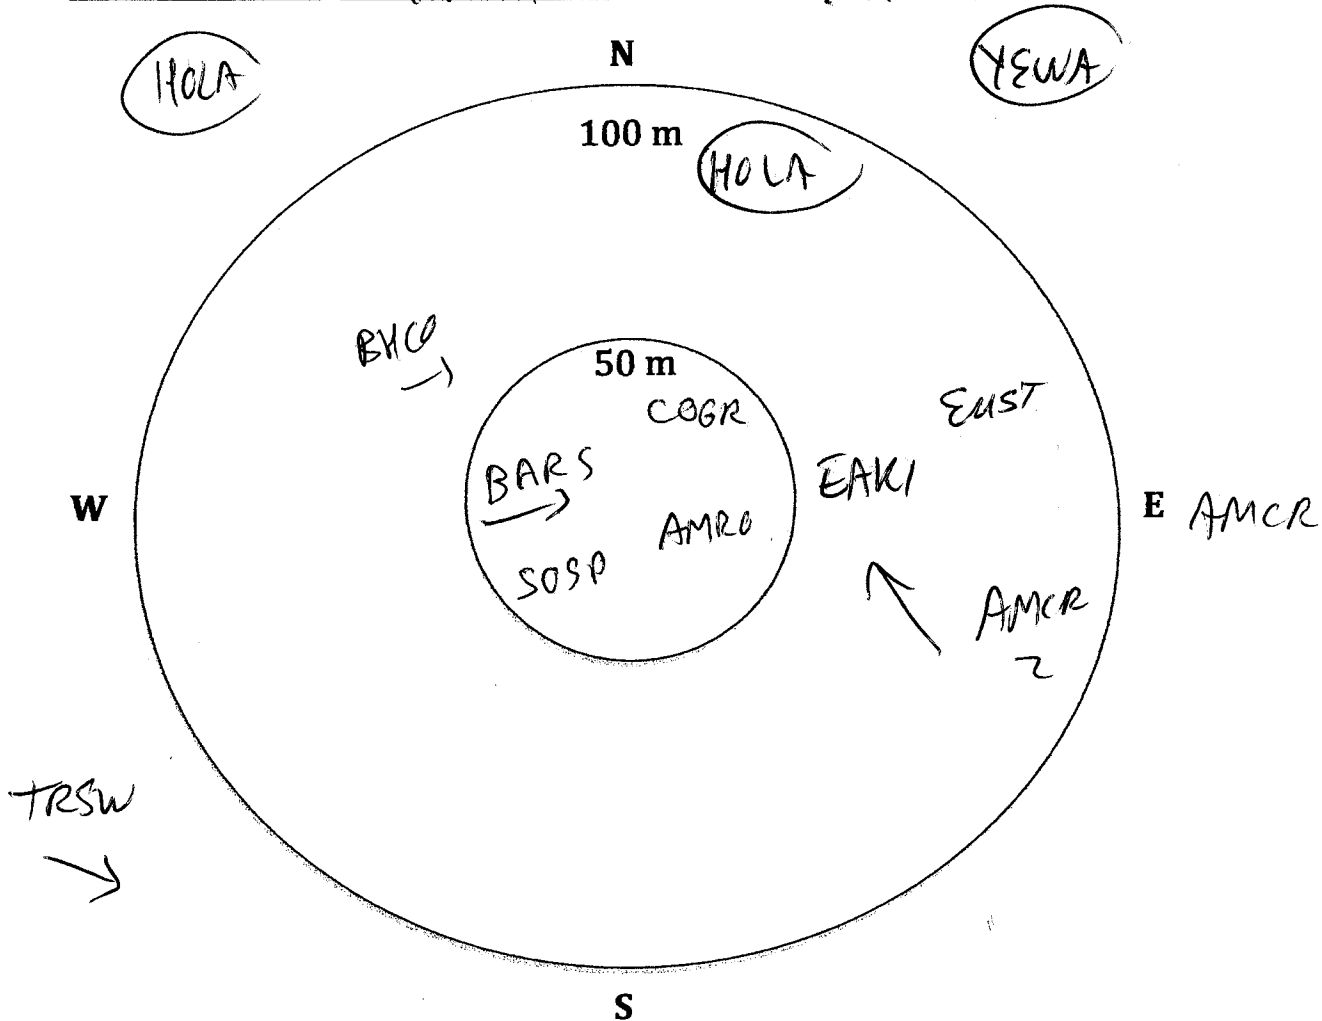 N
HOLA
YEWA
100 m
HOLA
BHCO
50 m
COGR
EUST
BARS
EAKI
W
E AMCR
AMRO
SOSP
AMCR
2
TRSW
S